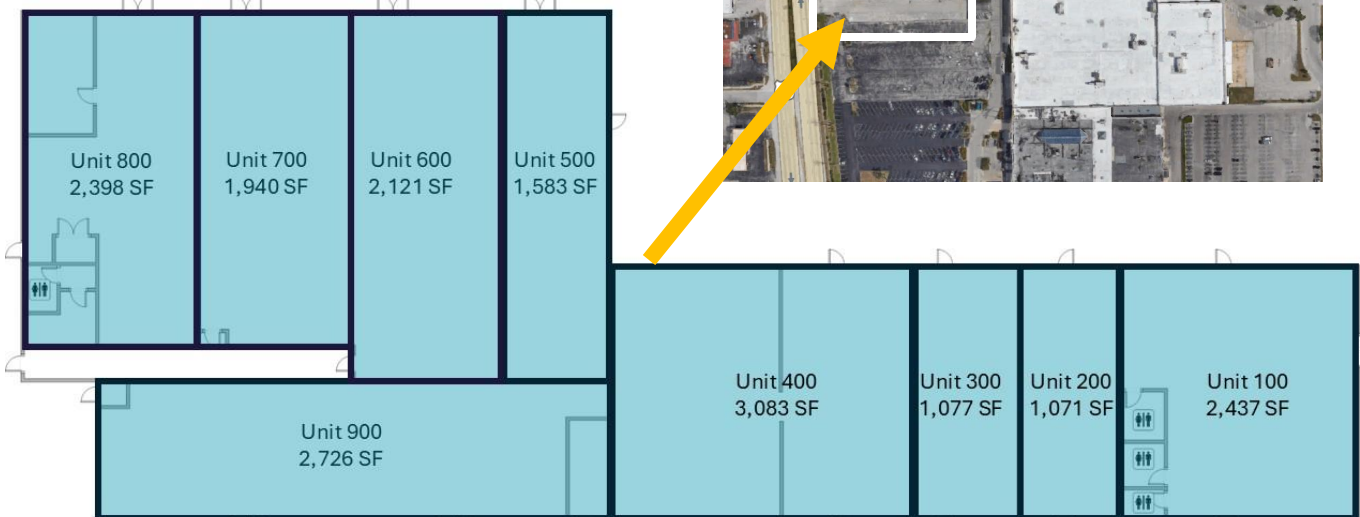 Unit 800
2,398 SF
Unit 700
1,940 SF
Unit 600
2,121 SF
Unit 500
1,583 SF
Unit 400
3,083 SF
Unit 300
1,077 SF
Unit 200
1,071 SF
Unit 100
2,437 SF
Unit 900
2,726 SF